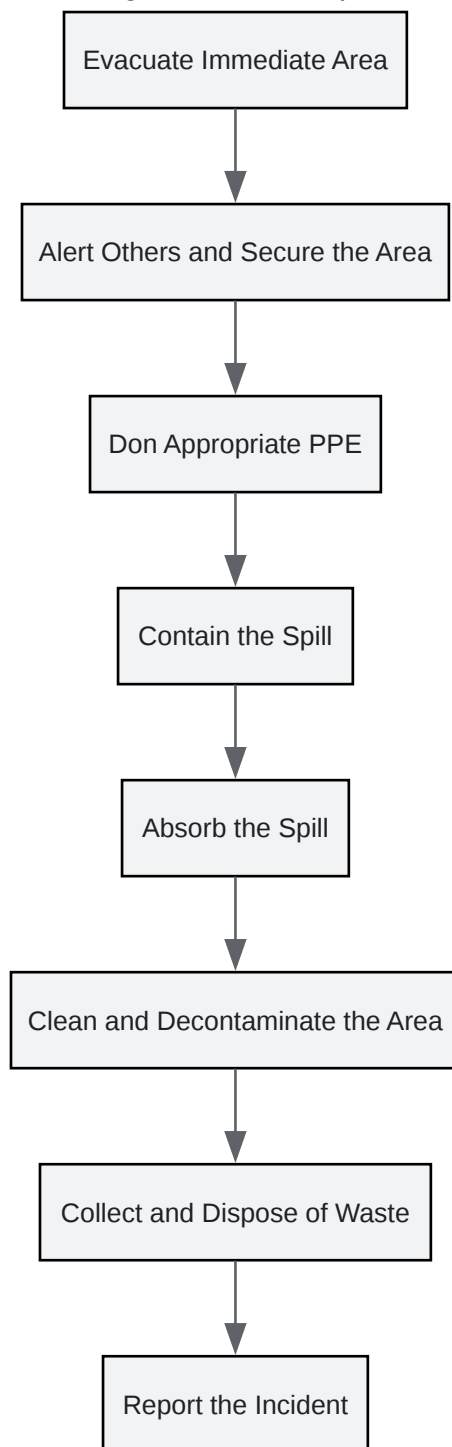 Evacuate Immediate Area
Alert Others and Secure the Area
Don Appropriate PPE
Contain the Spill
Absorb the Spill
Clean and Decontaminate the Area
Collect and Dispose of Waste
Report the Incident